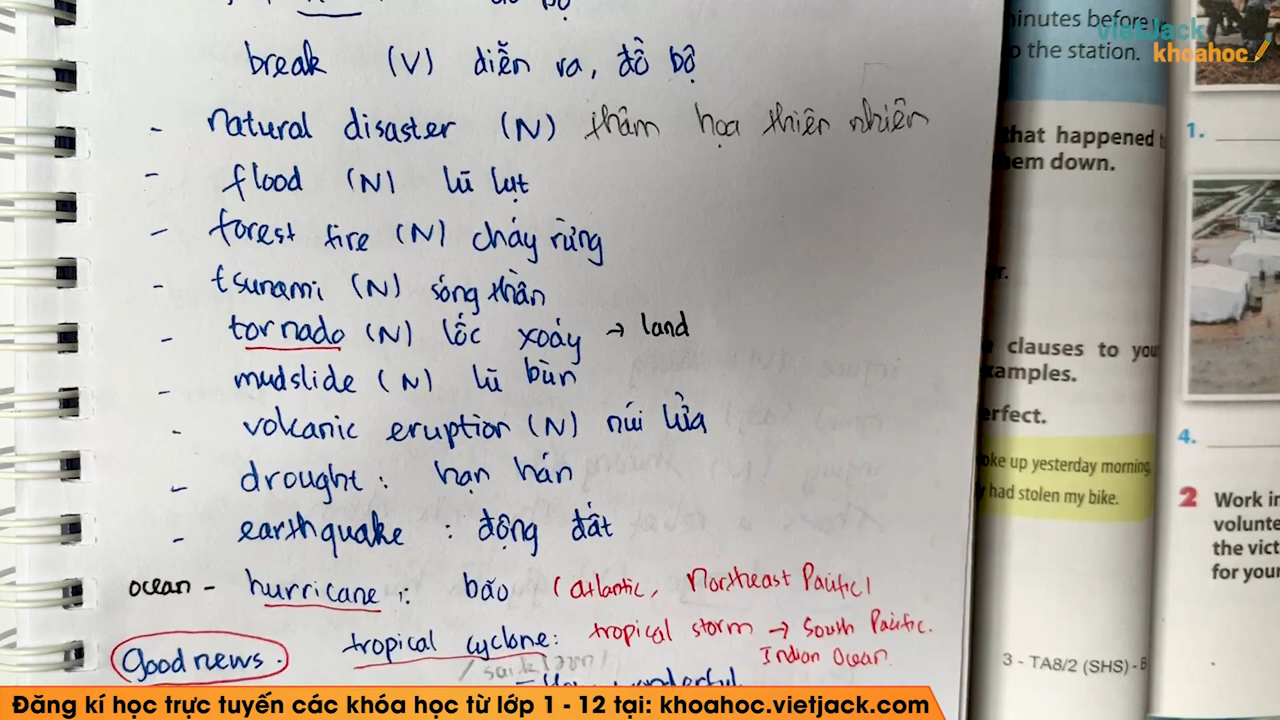 break (V) diễn ra, đổ bộ
- natural disaster (N) thảm họa thiên nhiên
- flood (N) lũ lụt
- forest fire (N) cháy rừng
- tsunami (N) sóng thần
- tornado (N) lốc xoáy → land
- mudslide (N) lũ bùn
- volcanic eruption (N) núi lửa
- drought : hạn hán
- earthquake : động đất
ocean - hurricane : bão (atlantic, Northeast Pacific)
tropical cyclone: tropical storm → South Pacific.
Indian Ocean
good news.
inutes before
o the station.
that happened
em down.
clauses to you
amples.
erfect.
oke up yesterday morning,
had stolen my bike.
3 - TA8/2 (SHS) - B
1.
4.
2 Work in
volunte
the vict
for your
vietJack
khoahoc
Đăng kí học trực tuyến các khóa học từ lớp 1 - 12 tại: khoahoc.vietjack.com